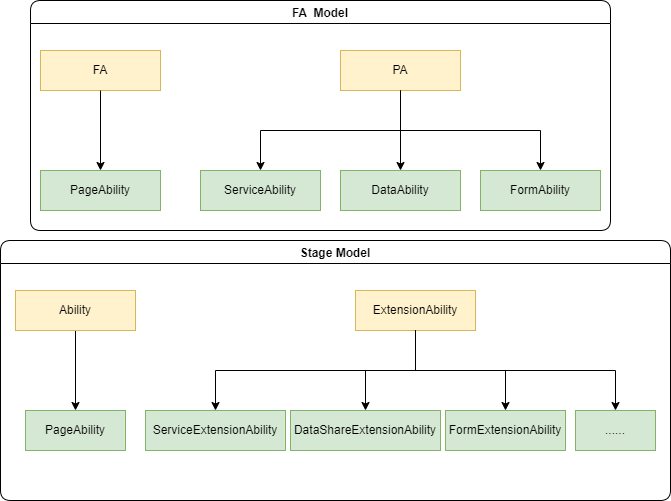 FA Model
FA
PA
PageAbility
ServiceAbility
DataAbility
FormAbility
Stage Model
Ability
ExtensionAbility
PageAbility
ServiceExtensionAbility
DataShareExtensionAbility
FormExtensionAbility
......